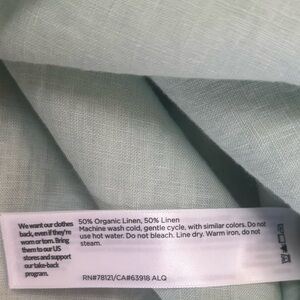 We want our clothes
back, even if they're
worn or torn. Bring
them to our US
stores and support
our take-back
program.
50% Organic Linen, 50% Linen
Machine wash cold, gentle cycle, with similar colors. Do not
use hot water. Do not bleach. Line dry. Warm iron, do not
steam.
RN#78121/CA#63918 ALQ